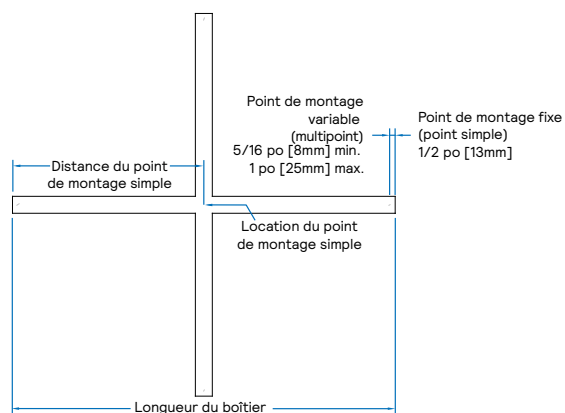 Point de montage
variable
(multipoint)
5/16 po [8mm] min.
1 po [25mm] max.
Point de montage fixe
(point simple)
1/2 po [13mm]
Distance du point
de montage simple
Location du point
de montage simple
Longueur du boîtier